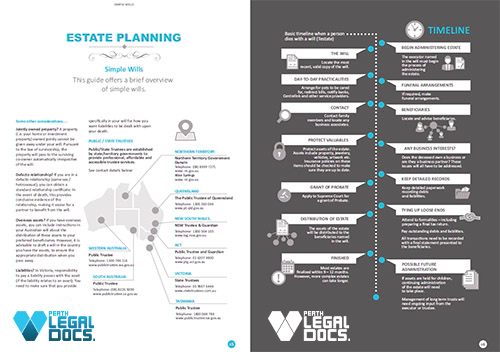 SIMPLE WILLS
ESTATE PLANNING
Simple Wills
This guide offers a brief overview
of simple wills.
Some other considerations...
Jointly owned property? A property
(i.e. your home or investment
property) owned jointly cannot be
given away under your will. Pursuant
to the law of survivorship, the
property will pass to the surviving
co-owner automatically irrespective
of the will.
Defacto relationship? If you are in a
defacto relationship (same sex/
heterosexual), you can obtain a
standard relationship certificate. In
the event of death, this provides
conclusive evidence of the
relationship, making it easier for a
partner to benefit from the will.
Overseas assets? If you have overseas
assets, you can include instructions in
your Australian will about the
distribution of these assets to your
preferred beneficiaries. However, it is
advisable to draft a will in the country
you have the assets, to ensure the
appropriate distribution when you
pass away.
Liabilities? In Victoria, responsibility
to pay a liability passes with the asset
(if the liability relates to an asset). You
need to make sure that you provide
specifically in your will for how you
want liabilities to be dealt with upon
your death.
PUBLIC / STATE TRUSTEES
Public/State Trustees are established
by state/territory governments to
provide professional, affordable and
accessible trustee services.
See contact details below:
NORTHERN TERRITORY
Northern Territory Government
Darwin
Alice Springs
QUEENSLAND
The Public Trustee of Queensland
NEW SOUTH WALES
NSW Trustee & Guardian
ACT
Public Trustee and Guardian
VICTORIA
State Trustees
TASMANIA
Public Trustee
WESTERN AUSTRALIA
Public Trustee
SOUTH AUSTRALIA
Public Trustee
PERTH
LEGAL
DOCS.
Basic timeline when a person
dies with a will (Testate)
TIMELINE
THE WILL
Locate the most
recent, valid copy of the will.
BEGIN ADMINISTERING ESTATE
The executor named
in the will must begin
the process of
administering
the estate.
DAY-TO-DAY PRACTICALITIES
Arrange for pets to be cared
for, redirect bills, notify banks,
Centrelink and other service providers.
FUNERAL ARRANGEMENTS
If required, make
funeral arrangements.
CONTACT
Contact family
members and locate any
business associates.
BENEFICIARIES
Locate and advise beneficiaries.
PROTECT VALUABLES
Protect assets of the estate.
Assets include property, jewellery,
vehicles, artwork etc.
Insurance policies on these
items should be checked to make
sure they are up to date.
ANY BUSINESS INTEREST?
Does the deceased own a business or
are they a business partner? These
issues will all need to be addressed.
GRANT OF PROBATE
Apply to Supreme Court for
a grant of Probate.
KEEP DETAILED RECORDS
Keep detailed paperwork
recording debts
and liabilities.
DISTRIBUTION OF ESTATE
The assets of the estate
will be distributed to the
beneficiaries named
in the will.
TYING UP LOOSE ENDS
Attend to formalities – including
preparing a final tax return.
Pay outstanding debts and liabilities.
All transactions need to be recorded
with a final statement presented to
the beneficiaries.
FINISHED
Most estates are
finalised within 9–12 months.
However, more complex estates
can take longer.
POSSIBLE FUTURE
ADMINISTRATION
If assets are held for children,
continuing administration
of the estate will need
to take place.
Management of long term trusts will
need ongoing input from the
executor or trustees
PERTH
LEGAL
DOCS.